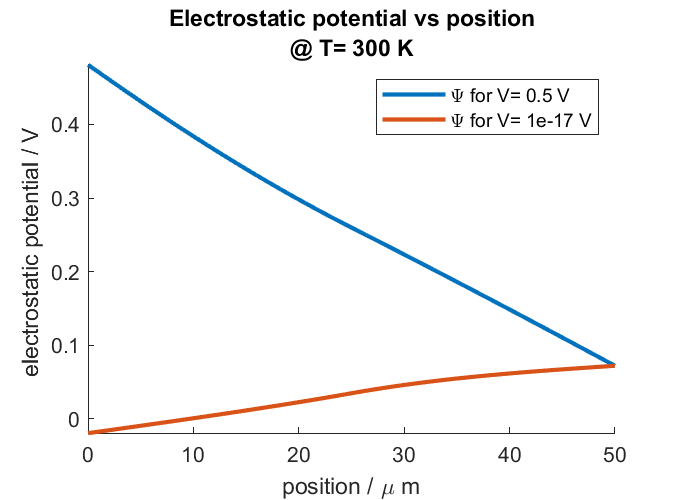 Electrostatic potential vs position
@ T= 300 K
Ψ for V= 0.5 V
Ψ for V= 1e-17 V
electrostatic potential / V
0.4
0.3
0.2
0.1
0
0 10 20 30 40 50
position / μ m